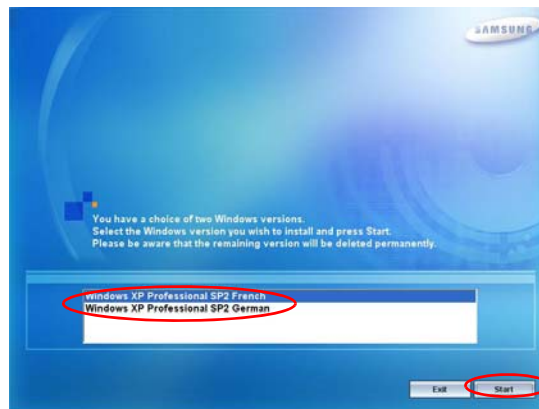 SAMSUNG
You have a choice of two Windows versions.
Select the Windows version you wish to install and press Start.
Please be aware that the remaining version will be deleted permanently.
Windows XP Professional SP2 French
Windows XP Professional SP2 German
Exit Start